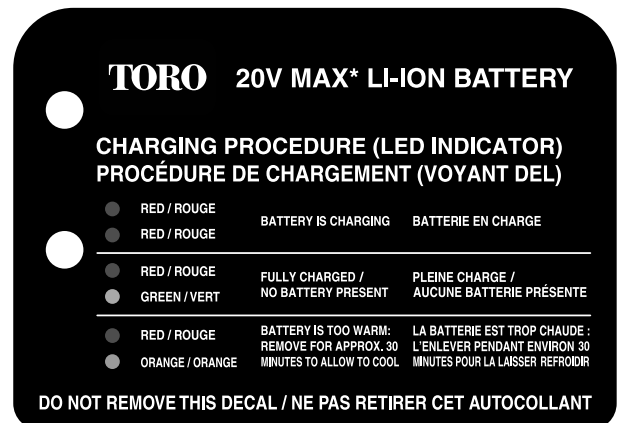 TORO 20V MAX* LI-ION BATTERY
CHARGING PROCEDURE (LED INDICATOR)
PROCÉDURE DE CHARGEMENT (VOYANT DEL)
RED / ROUGE
RED / ROUGE
BATTERY IS CHARGING
BATTERIE EN CHARGE
RED / ROUGE
GREEN / VERT
FULLY CHARGED /
NO BATTERY PRESENT
PLEINE CHARGE /
AUCUNE BATTERIE PRÉSENTE
RED / ROUGE
ORANGE / ORANGE
BATTERY IS TOO WARM:
REMOVE FOR APPROX. 30
MINUTES TO ALLOW TO COOL
LA BATTERIE EST TROP CHAUDE :
L'ENLEVER PENDANT ENVIRON 30
MINUTES POUR LA LAISSER REFROIDIR
DO NOT REMOVE THIS DECAL / NE PAS RETIRER CET AUTOCOLLANT